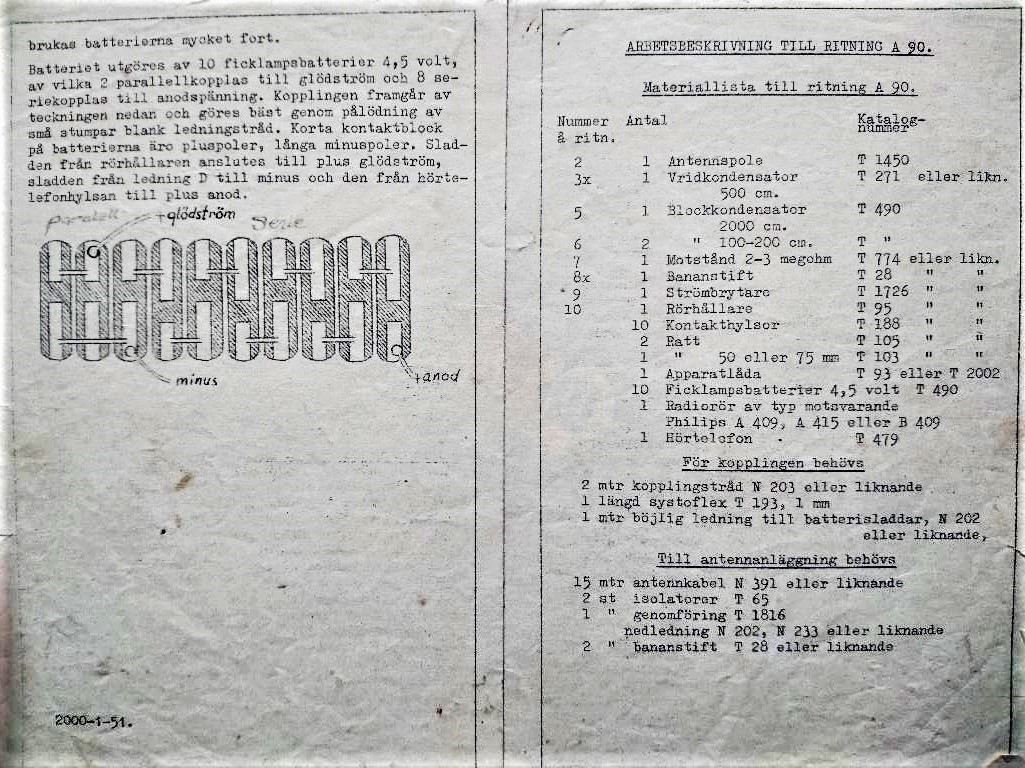 brukas batterierna mycket fort.
Batteriet utgöres av 10 ficklampsbatterier 4,5 volt,
av vilka 2 parallellkopplas till glödström och 8 se-
riekopplas till anodspänning. Kopplingen framgår av
teckningen nedan och göres bäst genom pålödning av
små stumpar blank ledningstråd. Korta kontaktblock
på batterierna äro pluspoler, långa minuspoler. Slad-
den från rörhållaren anslutes till plus glödström,
sladden från ledning D till minus och den från hörte-
lefonhylsan till plus anod.
parallell +glödström Serie
minus
+anod
2000-1-51.
ARBETSBESKRIVNING TILL RITNING A 90.
Materiallista till ritning A 90.
Nummer Antal Katalog-
å ritn. nummer
2 1 Antennspole T 1450
3x 1 Vridkondensator T 271 eller likn.
500 cm.
5 1 Blockkondensator T 490
2000 cm.
6 2 " 100-200 cm. T "
7 1 Motstånd 2-3 megohm T 774 eller likn.
8x 1 Bananstift T 28 " "
9 1 Strömbrytare T 1726 " "
10 1 Rörhållare T 95 " "
10 Kontakthylsor T 188 " "
2 Ratt T 105 " "
1 " 50 eller 75 mm T 103 " "
1 Apparatlåda T 93 eller T 2002
10 Ficklampsbatterier 4,5 volt T 490
1 Radiorör av typ motsvarande
Philips A 409, A 415 eller B 409
1 Hörtelefon T 479
För kopplingen behövs
2 mtr kopplingstråd N 203 eller liknande
1 längd systoflex T 193, 1 mm
1 mtr böjlig ledning till batterisladdar, N 202
eller liknande,
Till antennanläggning behövs
15 mtr antennkabel N 391 eller liknande
2 st isolatorer T 65
1 " genomföring T 1816
nedledning N 202, N 233 eller liknande
2 " bananstift T 28 eller liknande